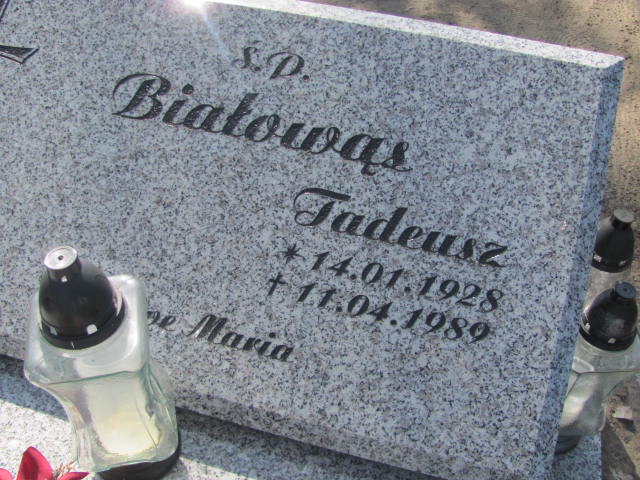 Ś.P.
Białowąs
Tadeusz
* 14.01.1928
† 11.04.1989
Maria